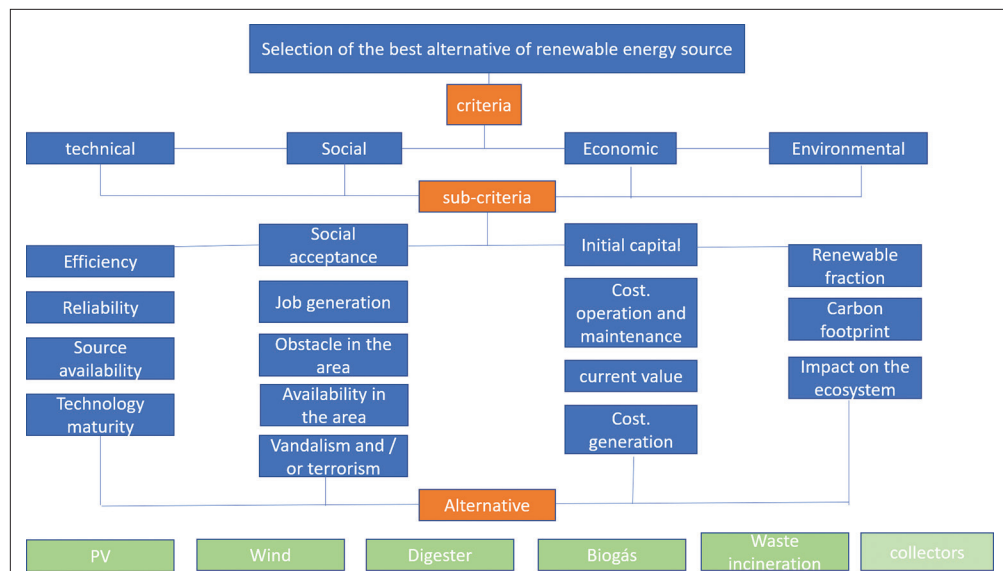 Selection of the best alternative of renewable energy source
criteria
technical
Social
Economic
Environmental
sub-criteria
Efficiency
Reliability
Source
availability
Technology
maturity
Social
acceptance
Job generation
Obstacle in the
area
Availability in
the area
Vandalism and /
or terrorism
Initial capital
Cost.
operation and
maintenance
current value
Cost.
generation
Renewable
fraction
Carbon
footprint
Impact on the
ecosystem
Alternative
PV
Wind
Digester
Biogás
Waste
incineration
collectors